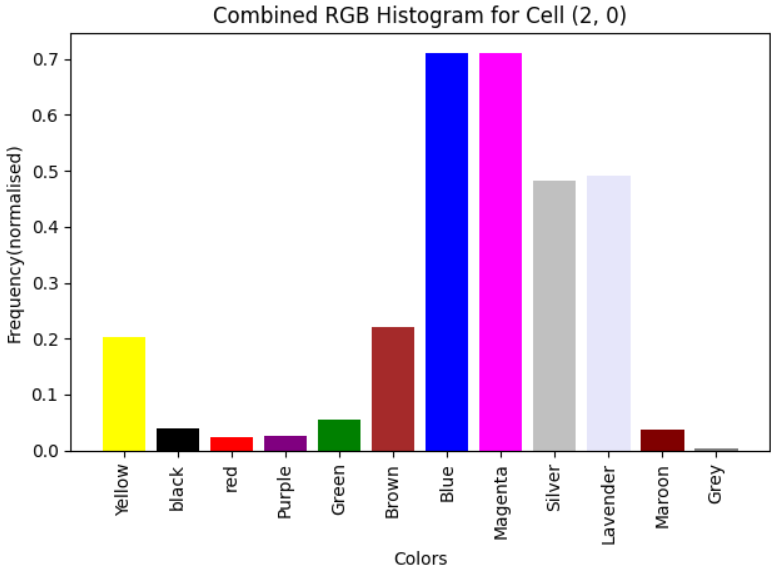 Combined RGB Histogram for Cell (2, 0)
Frequency(normalised)
0.7
0.6
0.5
0.4
0.3
0.2
0.1
0.0
Yellow
black
red
Purple
Green
Brown
Blue
Magenta
Silver
Lavender
Maroon
Grey
Colors